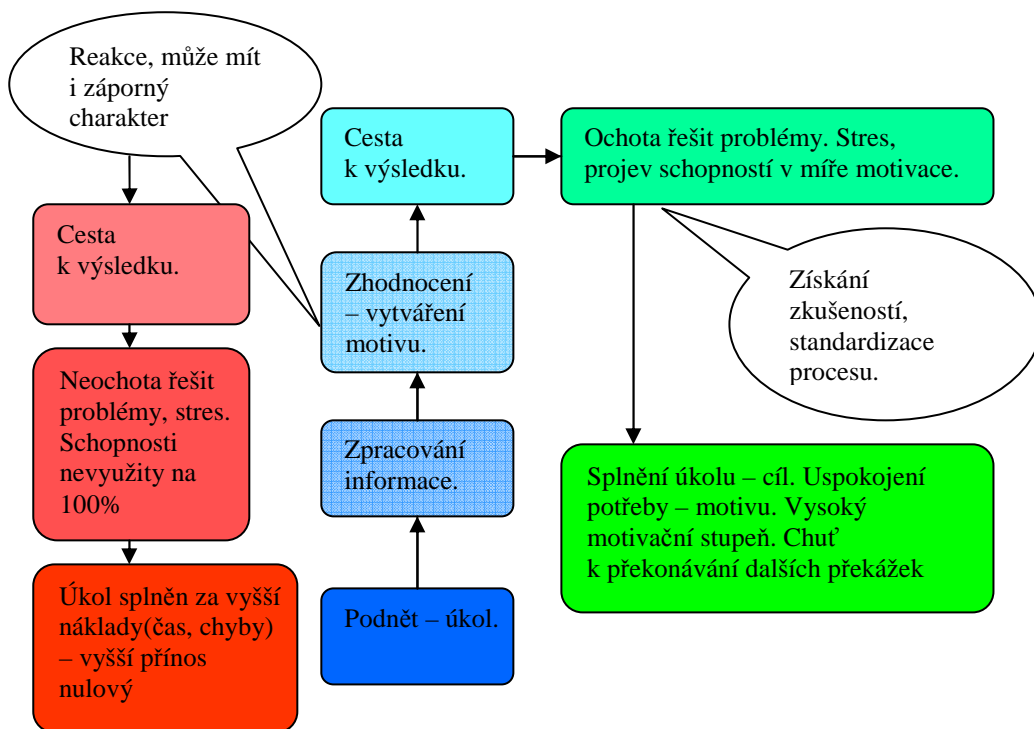 Reakce, může mít
i záporný
charakter
Cesta
k výsledku.
Neochota řešit
problémy, stres.
Schopnosti
nevyužity na
100%
Úkol splněn za vyšší
náklady(čas, chyby)
– vyšší přínos
nulový
Cesta
k výsledku.
Zhodnocení
– vytváření
motivu.
Zpracování
informace.
Podnět – úkol.
Ochota řešit problémy. Stres,
projev schopností v míře motivace.
Získání
zkušeností,
standardizace
procesu.
Splnění úkolu – cíl. Uspokojení
potřeby – motivu. Vysoký
motivační stupeň. Chuť
k překonávání dalších překážek